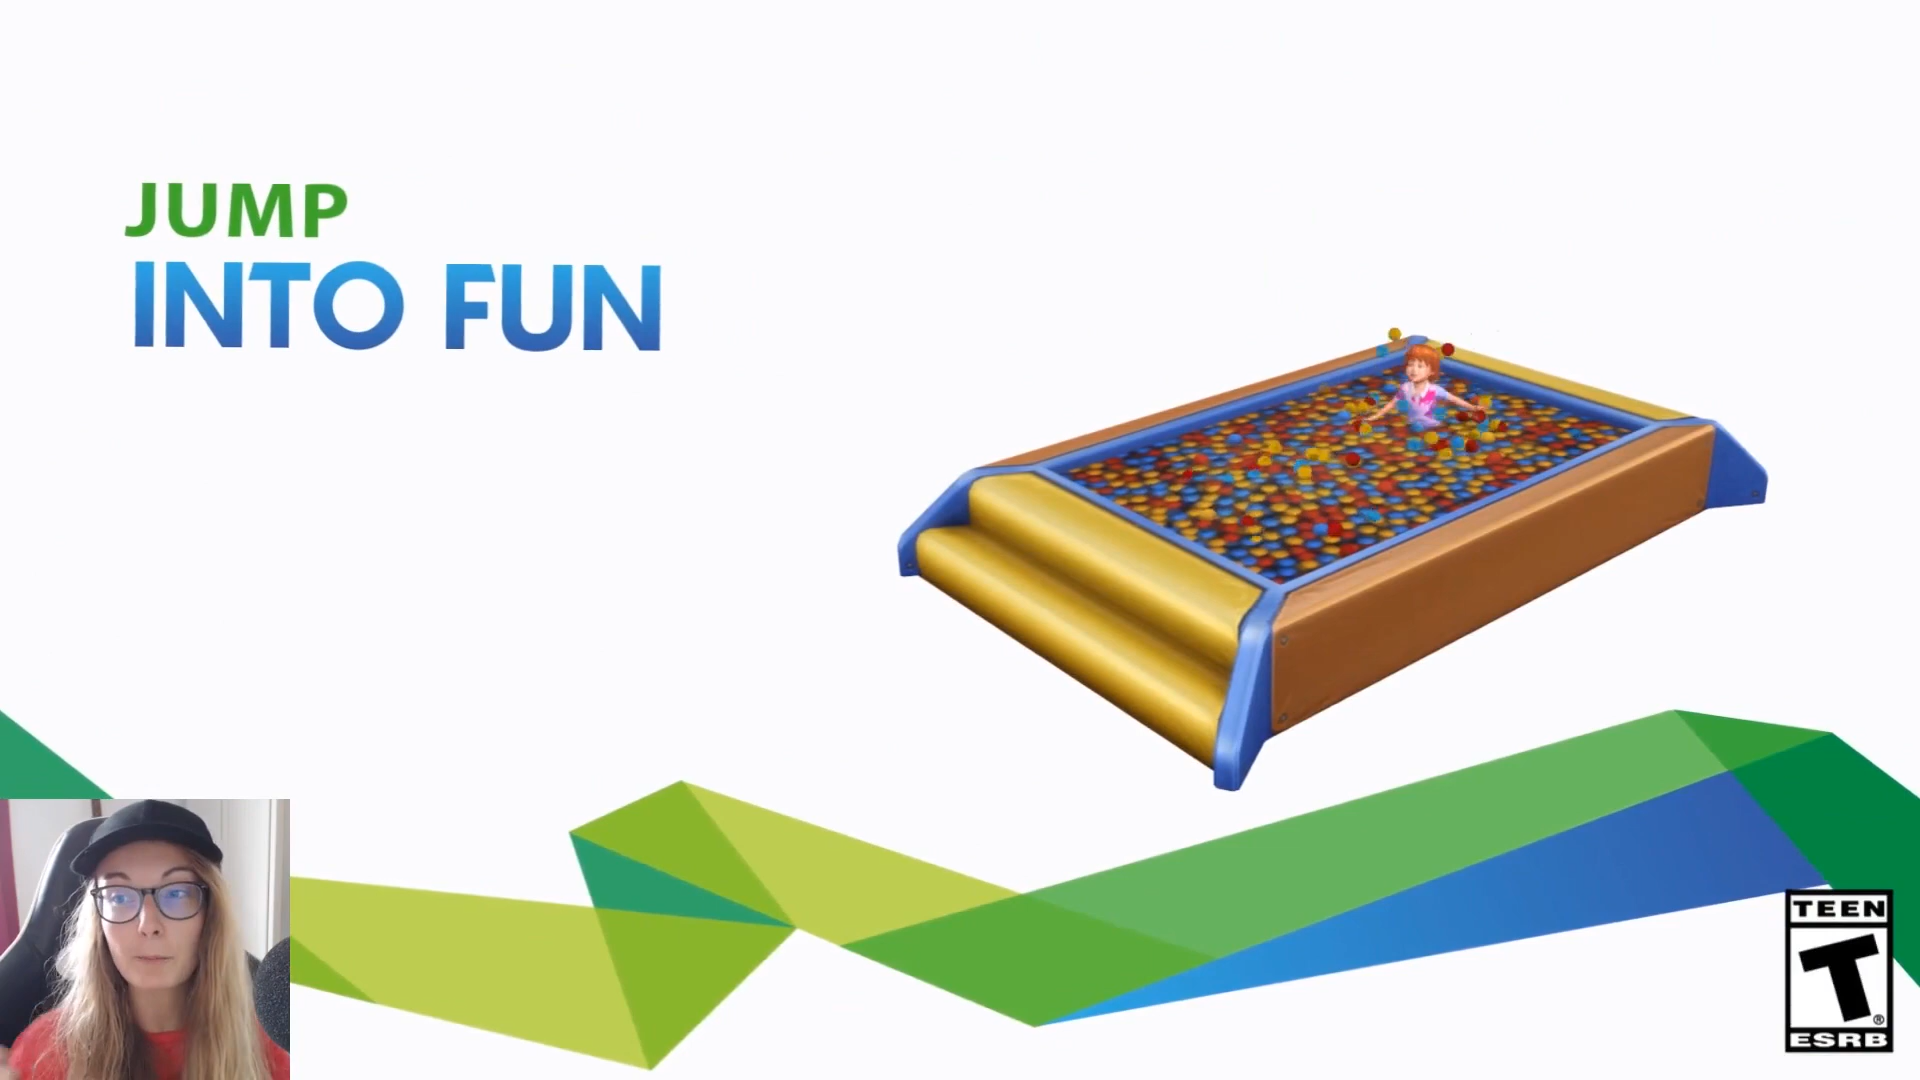 JUMP
INTO FUN
TEEN
T
®
ESRB